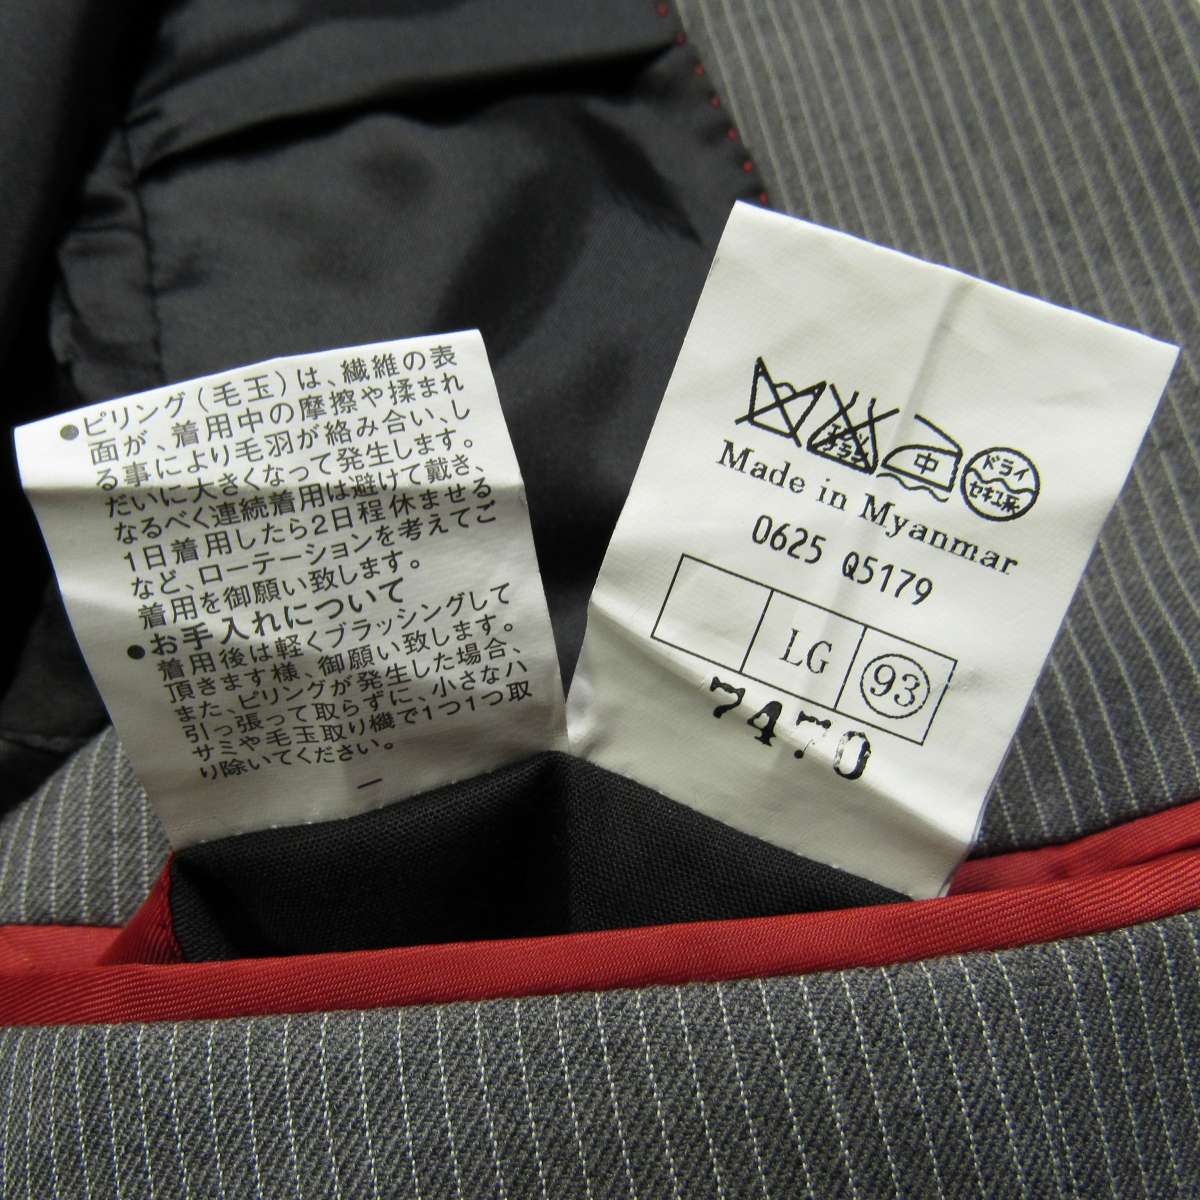 ●ピリング(毛玉)は、繊維の表
面が、着用中の摩擦や揉まれ
る事により毛羽が絡み合い、し
だいに大きくなって発生します。
なるべく連続着用は避けて戴き、
1日着用したら2日程休ませる
など、ローテーションを考えてご
着用を御願い致します。
●お手入れについて
着用後は軽くブラッシングして
頂きます様、御願い致します。
また、ピリングが発生した場合、
引っ張って取らずに、小さなハ
サミや毛玉取り機で1つ1つ取
り除いてください。
エンソ
サラシ
中
ドライ
セキユ系
Made in Myanmar
0625 Q5179
LG 93
7470